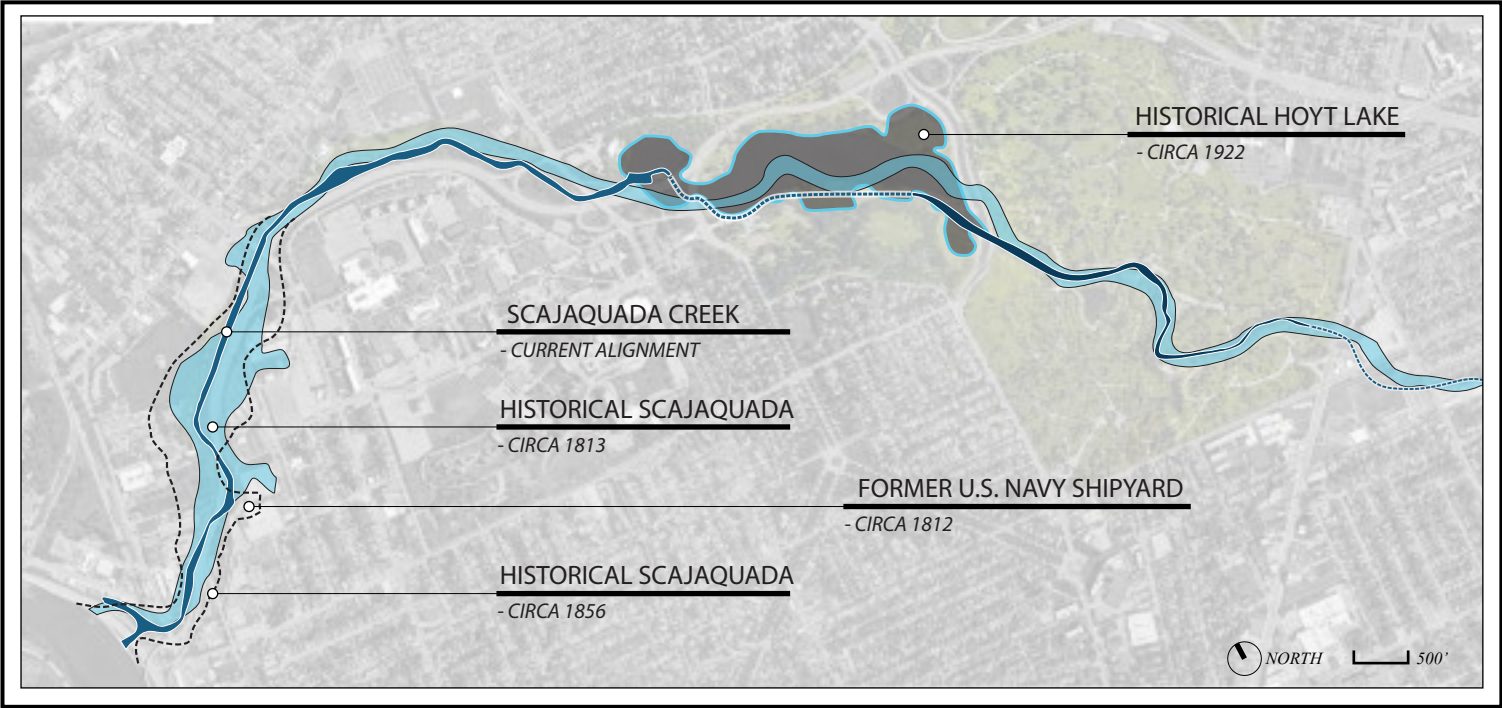 HISTORICAL HOYT LAKE
- CIRCA 1922
SCAJAQUADA CREEK
- CURRENT ALIGNMENT
HISTORICAL SCAJAQUADA
- CIRCA 1813
FORMER U.S. NAVY SHIPYARD
- CIRCA 1812
HISTORICAL SCAJAQUADA
- CIRCA 1856
NORTH 500'